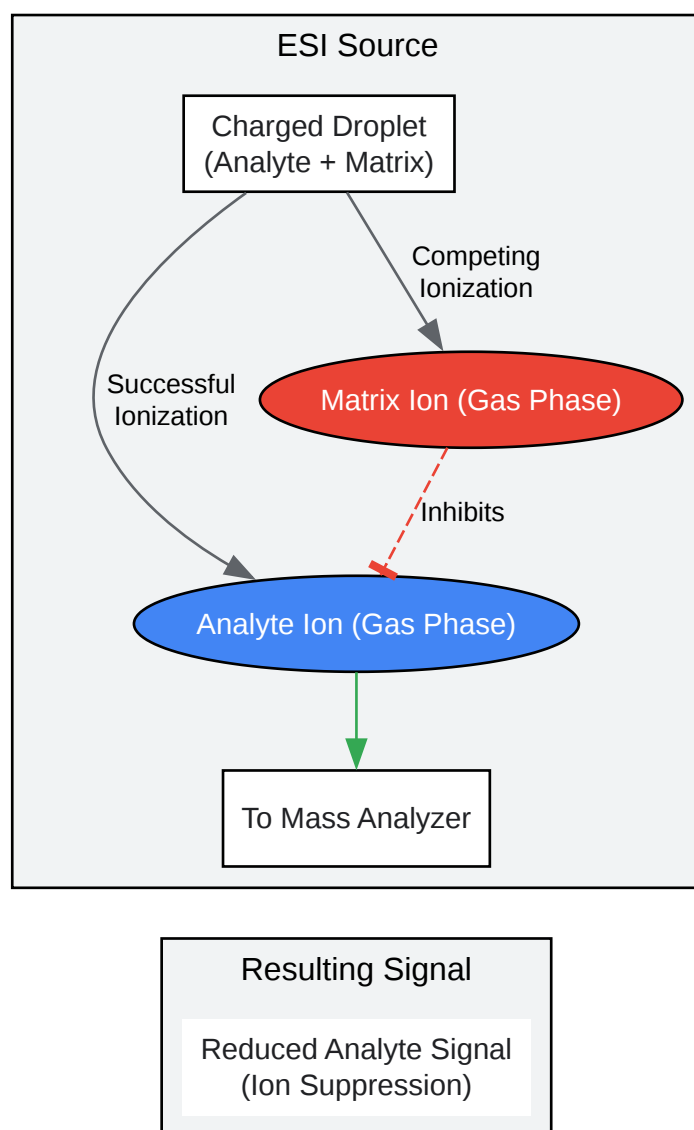 ESI Source
Charged Droplet
(Analyte + Matrix)
Competing
Ionization
Successful
Ionization
Matrix Ion (Gas Phase)
Inhibits
Analyte Ion (Gas Phase)
To Mass Analyzer
Resulting Signal
Reduced Analyte Signal
(Ion Suppression)